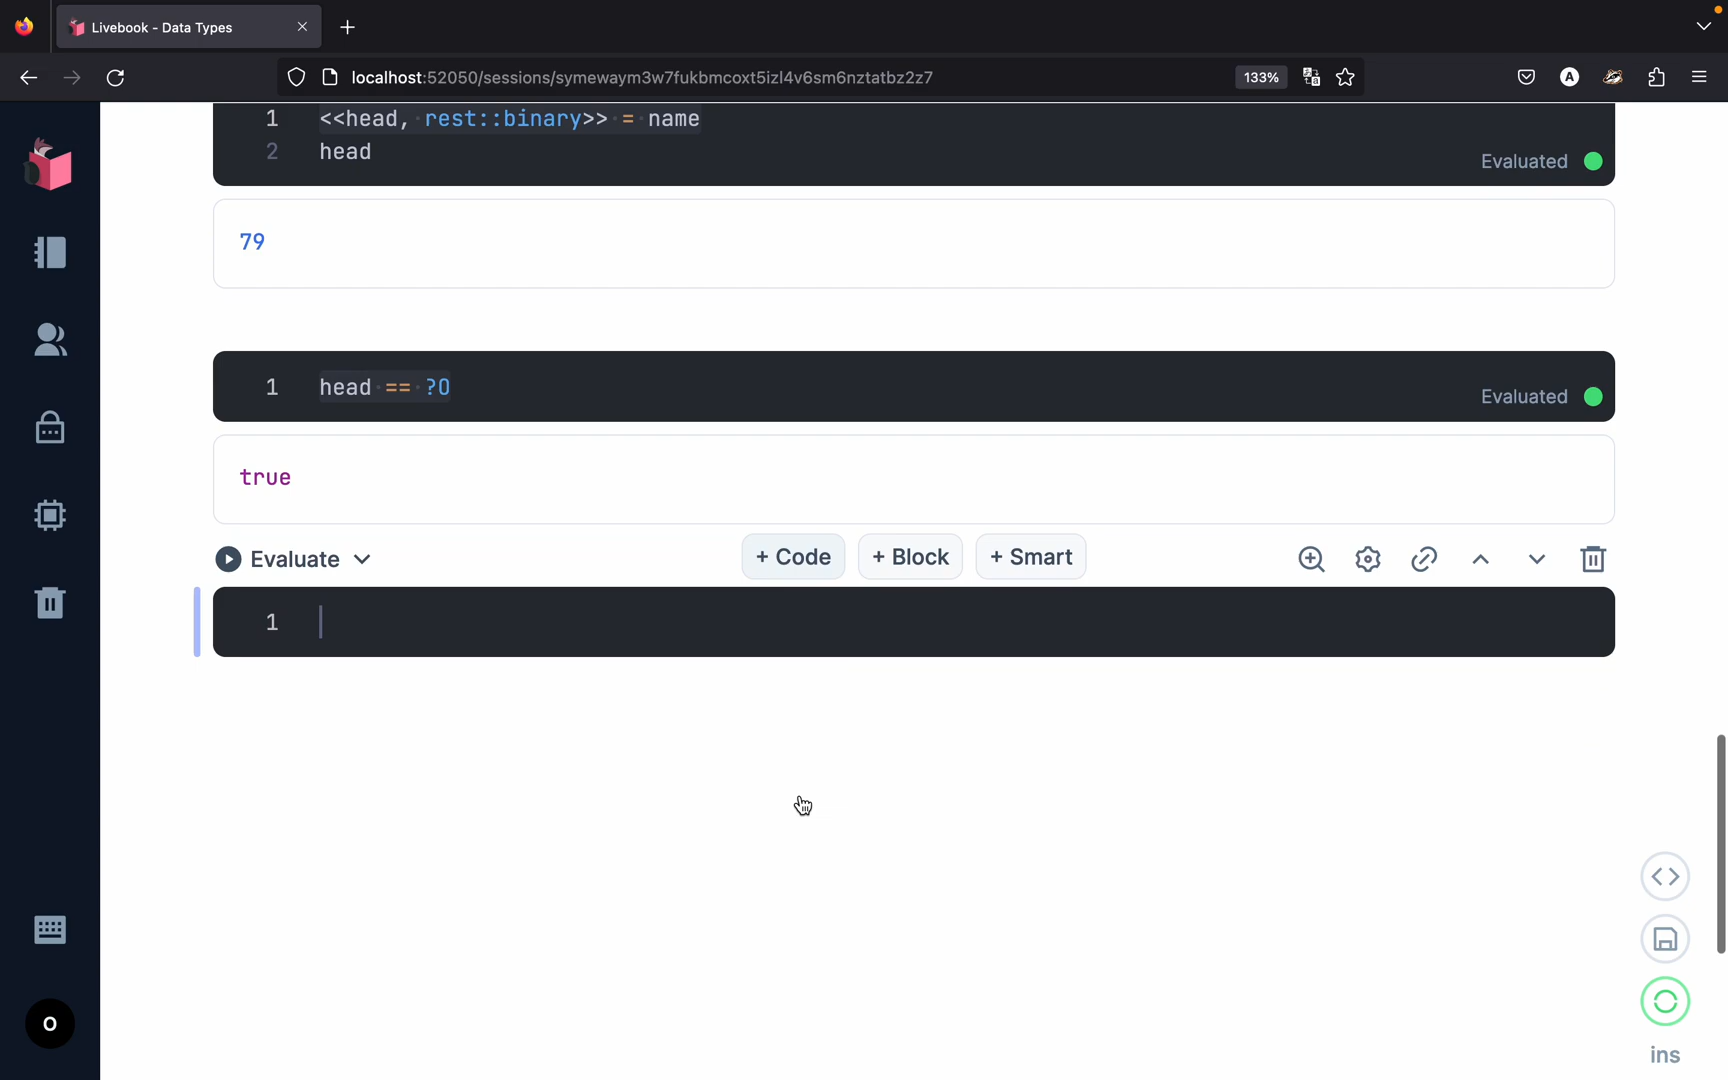 Livebook - Data Types
localhost:52050/sessions/symewaym3w7fukbmcoxt5izl4v6sm6nztatbz2z7
133%
A
1 <<head, rest::binary>> = name
2 head
Evaluated
79
1 head == ?O
Evaluated
true
Evaluate
+ Code
+ Block
+ Smart
1
O
ins